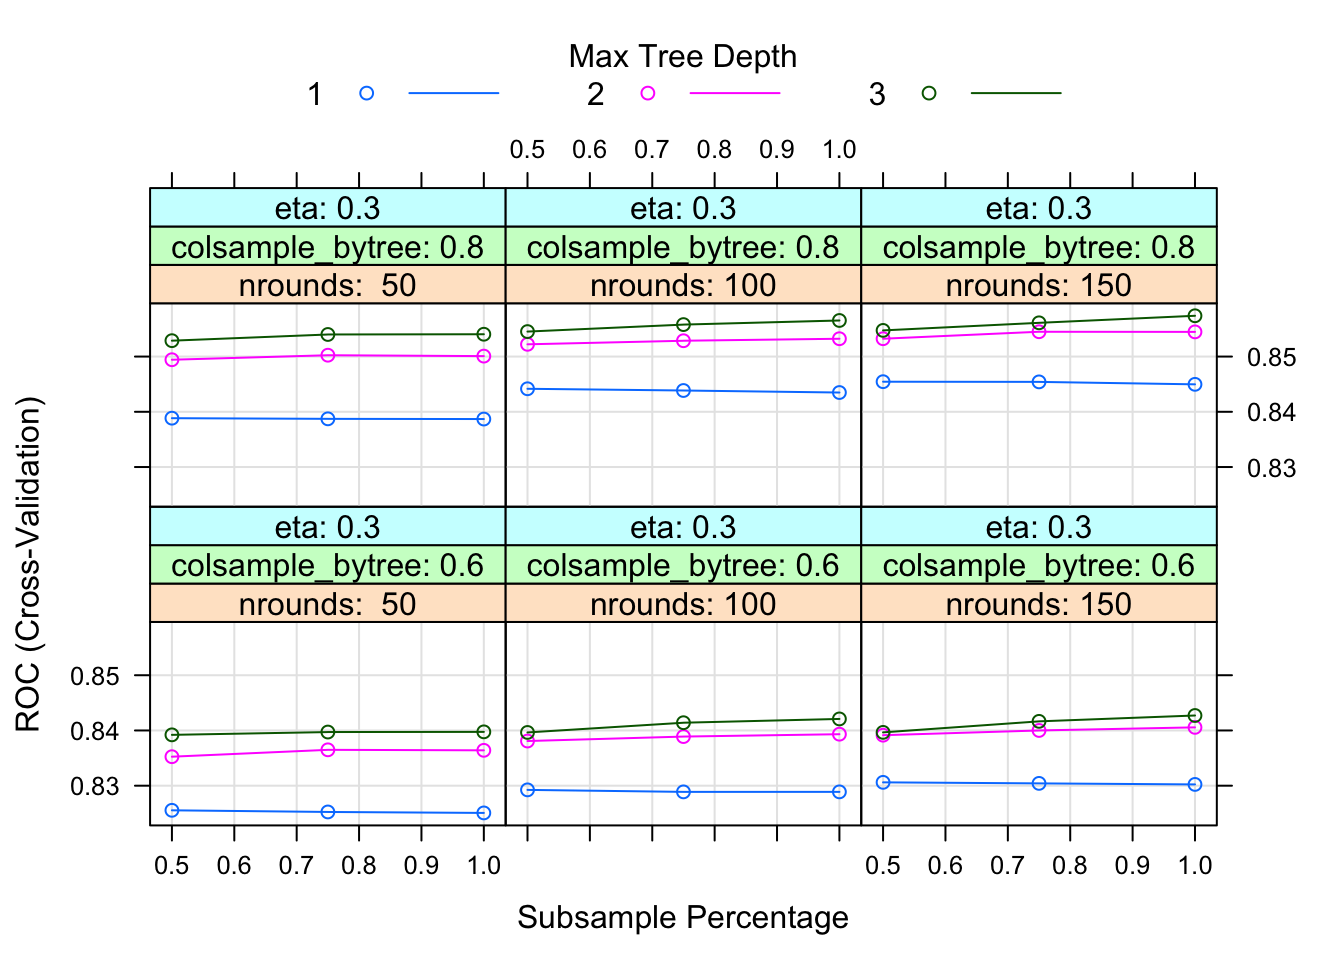 Max Tree Depth
1 2 3
0.5 0.6 0.7 0.8 0.9 1.0
eta: 0.3 eta: 0.3 eta: 0.3
colsample_bytree: 0.8 colsample_bytree: 0.8 colsample_bytree: 0.8
nrounds:  50 nrounds: 100 nrounds: 150
0.85
0.84
0.83
ROC (Cross-Validation)
eta: 0.3 eta: 0.3 eta: 0.3
colsample_bytree: 0.6 colsample_bytree: 0.6 colsample_bytree: 0.6
nrounds:  50 nrounds: 100 nrounds: 150
0.85
0.84
0.83
0.5 0.6 0.7 0.8 0.9 1.0 0.5 0.6 0.7 0.8 0.9 1.0
Subsample Percentage